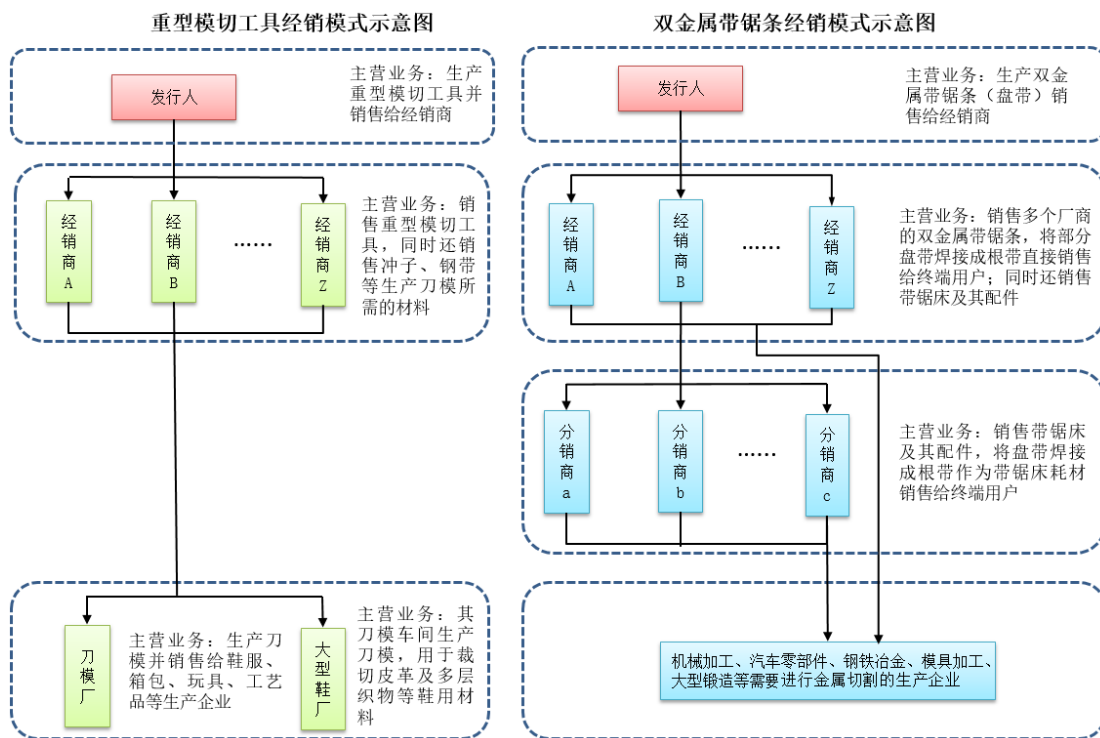 重型模切工具经销模式示意图
发行人
主营业务：生产
重型模切工具并
销售给经销商
经销商A
经销商B
……
经销商Z
主营业务：销
售重型模切工
具，同时还销
售冲子、钢带
等生产刀模所
需的材料
刀模厂
主营业务：生产刀
模并销售给鞋服、
箱包、玩具、工艺
品等生产企业
大型鞋厂
主营业务：其
刀模车间生产
刀模，用于裁
切皮革及多层
织物等鞋用材
料
双金属带锯条经销模式示意图
发行人
主营业务：生产双金
属带锯条（盘带）销
售给经销商
经销商A
经销商B
……
经销商Z
主营业务：销售多个厂商
的双金属带锯条，将部分
盘带焊接成根带直接销售
给终端用户；同时还销售
带锯床及其配件
分销商a
分销商b
……
分销商c
主营业务：销售带锯床
及其配件，将盘带焊接
成根带作为带锯床耗材
销售给终端用户
机械加工、汽车零部件、钢铁冶金、模具加工、
大型锻造等需要进行金属切割的生产企业